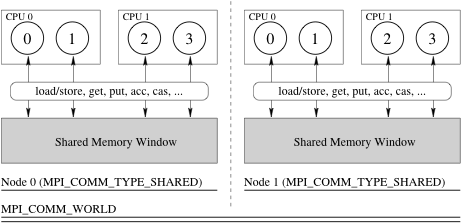 CPU 0 CPU 1 CPU 0 CPU 1
0 1 2 3 0 1 2 3
load/store, get, put, acc, cas, ... load/store, get, put, acc, cas, ...
Shared Memory Window Shared Memory Window
Node 0 (MPI_COMM_TYPE_SHARED) Node 1 (MPI_COMM_TYPE_SHARED)
MPI_COMM_WORLD